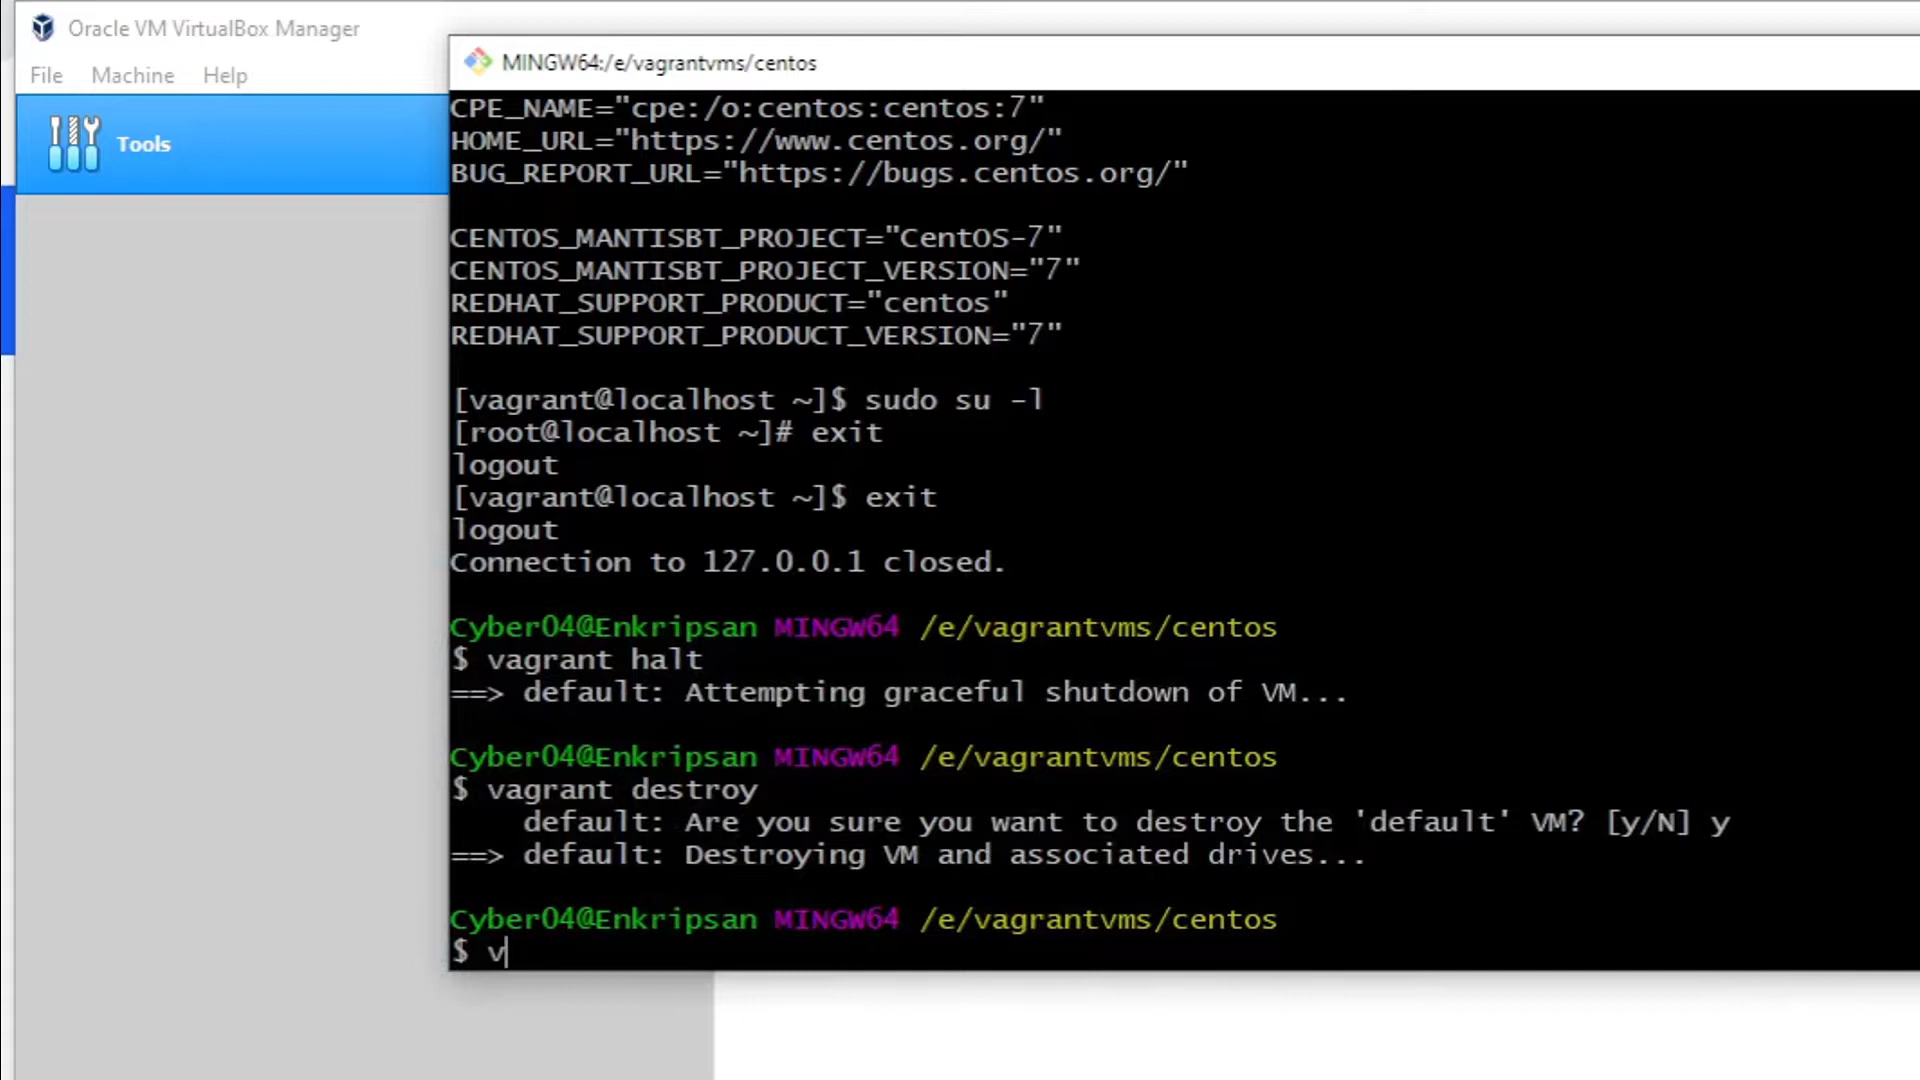 Oracle VM VirtualBox Manager
File Machine Help
Tools
MINGW64:/e/vagrantvms/centos
CPE_NAME="cpe:/o:centos:centos:7"
HOME_URL="https://www.centos.org/"
BUG_REPORT_URL="https://bugs.centos.org/"
CENTOS_MANTISBT_PROJECT="CentOS-7"
CENTOS_MANTISBT_PROJECT_VERSION="7"
REDHAT_SUPPORT_PRODUCT="centos"
REDHAT_SUPPORT_PRODUCT_VERSION="7"
[vagrant@localhost ~]$ sudo su -l
[root@localhost ~]# exit
logout
[vagrant@localhost ~]$ exit
logout
Connection to 127.0.0.1 closed.
Cyber04@Enkripsan MINGW64 /e/vagrantvms/centos
$ vagrant halt
==> default: Attempting graceful shutdown of VM...
Cyber04@Enkripsan MINGW64 /e/vagrantvms/centos
$ vagrant destroy
default: Are you sure you want to destroy the 'default' VM? [y/N] y
==> default: Destroying VM and associated drives...
Cyber04@Enkripsan MINGW64 /e/vagrantvms/centos
$ v